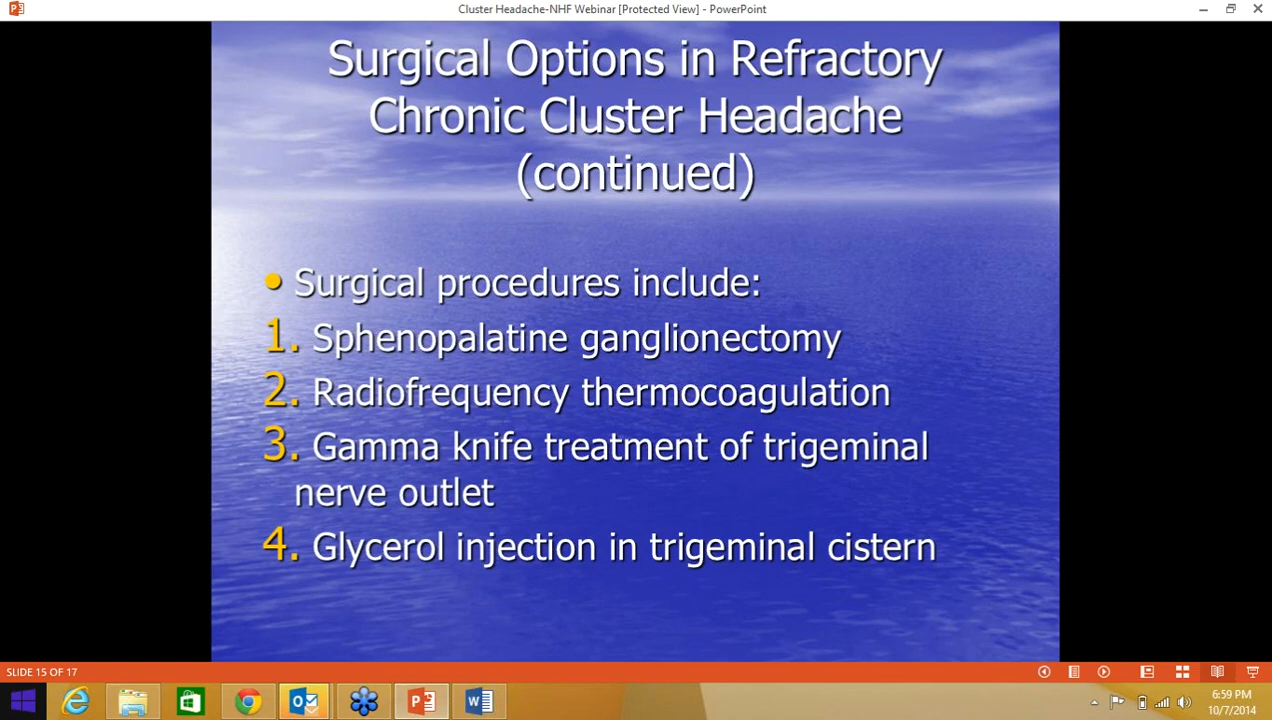 Cluster Headache-NHF Webinar [Protected View] - PowerPoint
Surgical Options in Refractory
Chronic Cluster Headache
(continued)
• Surgical procedures include:
1. Sphenopalatine ganglionectomy
2. Radiofrequency thermocoagulation
3. Gamma knife treatment of trigeminal
nerve outlet
4. Glycerol injection in trigeminal cistern
SLIDE 15 OF 17
6:59 PM
10/7/2014